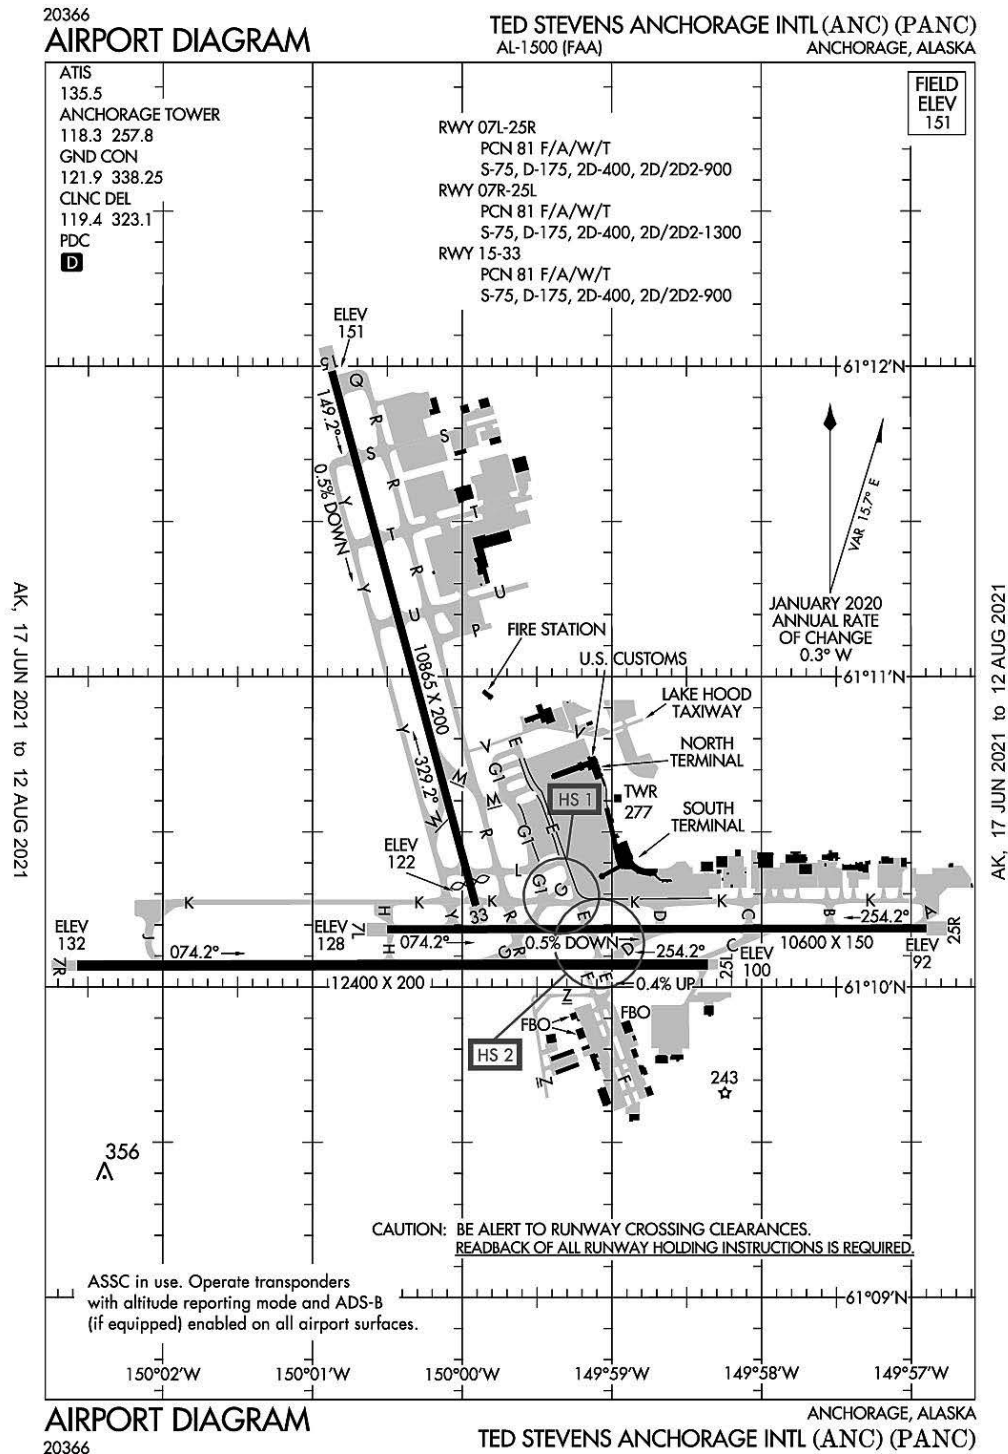 20366
AIRPORT DIAGRAM
TED STEVENS ANCHORAGE INTL (ANC) (PANC)
AL-1500 (FAA)
ANCHORAGE, ALASKA
ATIS
135.5
ANCHORAGE TOWER
118.3 257.8
GND CON
121.9 338.25
CLNC DEL
119.4 323.1
PDC
D
RWY 07L-25R
PCN 81 F/A/W/T
S-75, D-175, 2D-400, 2D/2D2-900
RWY 07R-25L
PCN 81 F/A/W/T
S-75, D-175, 2D-400, 2D/2D2-1300
RWY 15-33
PCN 81 F/A/W/T
S-75, D-175, 2D-400, 2D/2D2-900
FIELD
ELEV
151
ELEV
151
15
61°12'N
149.2°
0.5% DOWN
Q
R
S
S
R
Y
T
T
R
Y
U
U
P
VAR 15.7° E
JANUARY 2020
ANNUAL RATE
OF CHANGE
0.3° W
FIRE STATION
U.S. CUSTOMS
61°11'N
10865 X 200
LAKE HOOD
TAXIWAY
NORTH
TERMINAL
Y
329.2°
V
E
V
G1
M
M
HS 1
TWR
277
SOUTH
TERMINAL
W
R
G1
E
ELEV
122
L
G1
G
K
K
K
K
K
K
H
Y
33
R
E
D
C
B
254.2°
A
J
ELEV
132
ELEV
128
7L
H
074.2°
0.5% DOWN
10600 X 150
25R
ELEV
92
7R
074.2°
G
R
D
254.2°
25L
C
ELEV
100
12400 X 200
F
E
0.4% UP
61°10'N
Z
FBO
FBO
HS 2
Z
F
243
356
CAUTION: BE ALERT TO RUNWAY CROSSING CLEARANCES.
READBACK OF ALL RUNWAY HOLDING INSTRUCTIONS IS REQUIRED.
ASSC in use. Operate transponders
with altitude reporting mode and ADS-B
(if equipped) enabled on all airport surfaces.
61°09'N
150°02'W
150°01'W
150°00'W
149°59'W
149°58'W
149°57'W
AIRPORT DIAGRAM
20366
ANCHORAGE, ALASKA
TED STEVENS ANCHORAGE INTL (ANC) (PANC)
AK, 17 JUN 2021 to 12 AUG 2021
AK, 17 JUN 2021 to 12 AUG 2021